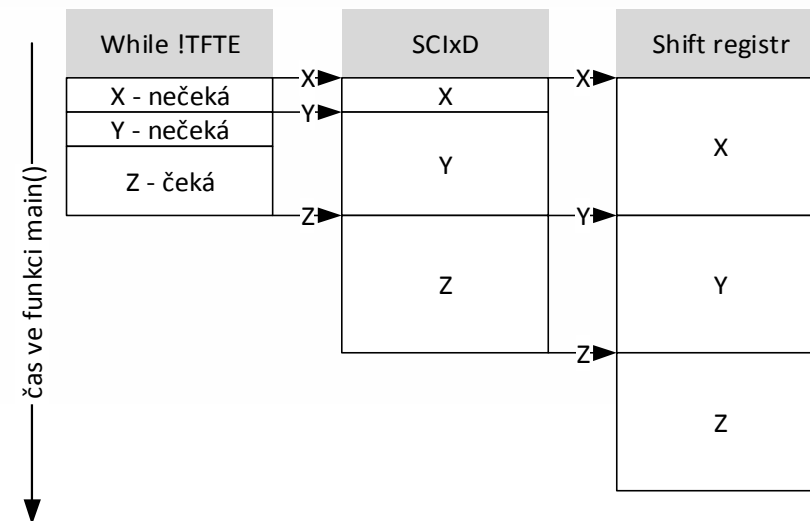 While !TFTE
SCIxD
Shift registr
X - nečeká
X
X
X
Y - nečeká
Y
Y
X
Z - čeká
Z
Y
Z
Y
Z
Z
čas ve funkci main()